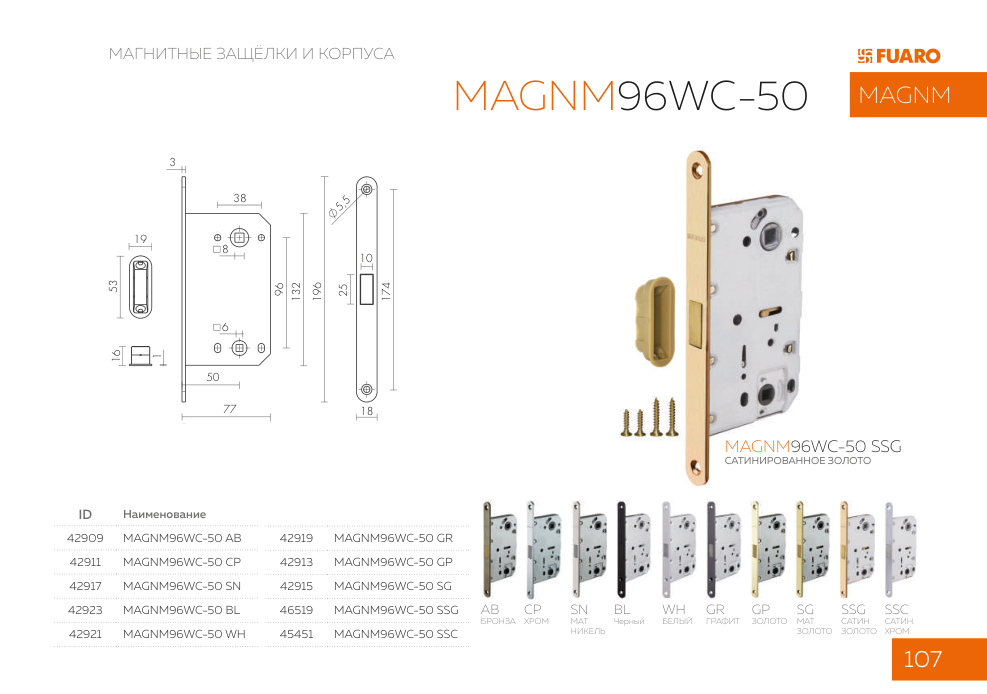 МАГНИТНЫЕ ЗАЩЁЛКИ И КОРПУСА
FUARO
MAGNM96WC-50
MAGNM
3
38
19
□8
53
96
132
196
□6
16
1
50
77
Ø5,5
10
25
174
18
MAGNM96WC-50 SSG
САТИНИРОВАННОЕ ЗОЛОТО
ID Наименование
42909 MAGNM96WC-50 AB 42919 MAGNM96WC-50 GR
42911 MAGNM96WC-50 CP 42913 MAGNM96WC-50 GP
42917 MAGNM96WC-50 SN 42915 MAGNM96WC-50 SG
42923 MAGNM96WC-50 BL 46519 MAGNM96WC-50 SSG
42921 MAGNM96WC-50 WH 45451 MAGNM96WC-50 SSC
AB CP SN BL WH GR GP SG SSG SSC
БРОНЗА ХРОМ МАТ. Чёрный БЕЛЫЙ ГРАФИТ ЗОЛОТО МАТ. САТИН. САТИН.
НИКЕЛЬ ЗОЛОТО ЗОЛОТО ХРОМ
107